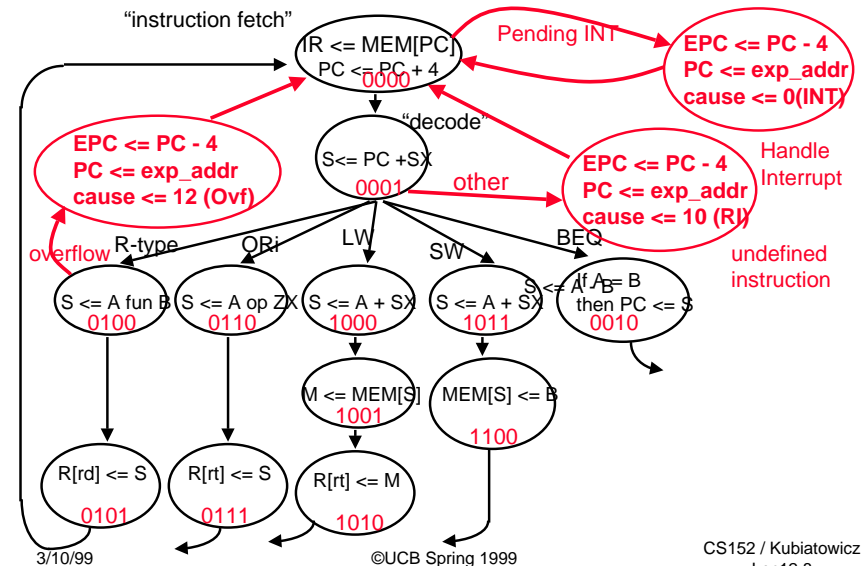 “instruction fetch”
IR <= MEM[PC]
PC <= PC + 4
0000
Pending INT
EPC <= PC - 4
PC <= exp_addr
cause <= 0(INT)
Handle
Interrupt
EPC <= PC - 4
PC <= exp_addr
cause <= 12 (Ovf)
“decode”
S<= PC +SX
0001
other
EPC <= PC - 4
PC <= exp_addr
cause <= 10 (RI)
undefined
instruction
overflow
R-type
ORi
LW
SW
BEQ
S <= A fun B
0100
S <= A op ZX
0110
S <= A + SX
1000
S <= A + SX
1011
S <= A - B
If A = B
then PC <= S
0010
M <= MEM[S]
1001
MEM[S] <= B
1100
R[rd] <= S
0101
R[rt] <= S
0111
R[rt] <= M
1010
3/10/99
©UCB Spring 1999
CS152 / Kubiatowicz